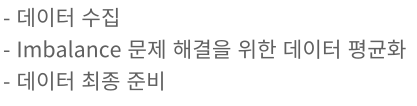 - 데이터 수집
- Imbalance 문제 해결을 위한 데이터 평균화
- 데이터 최종 준비